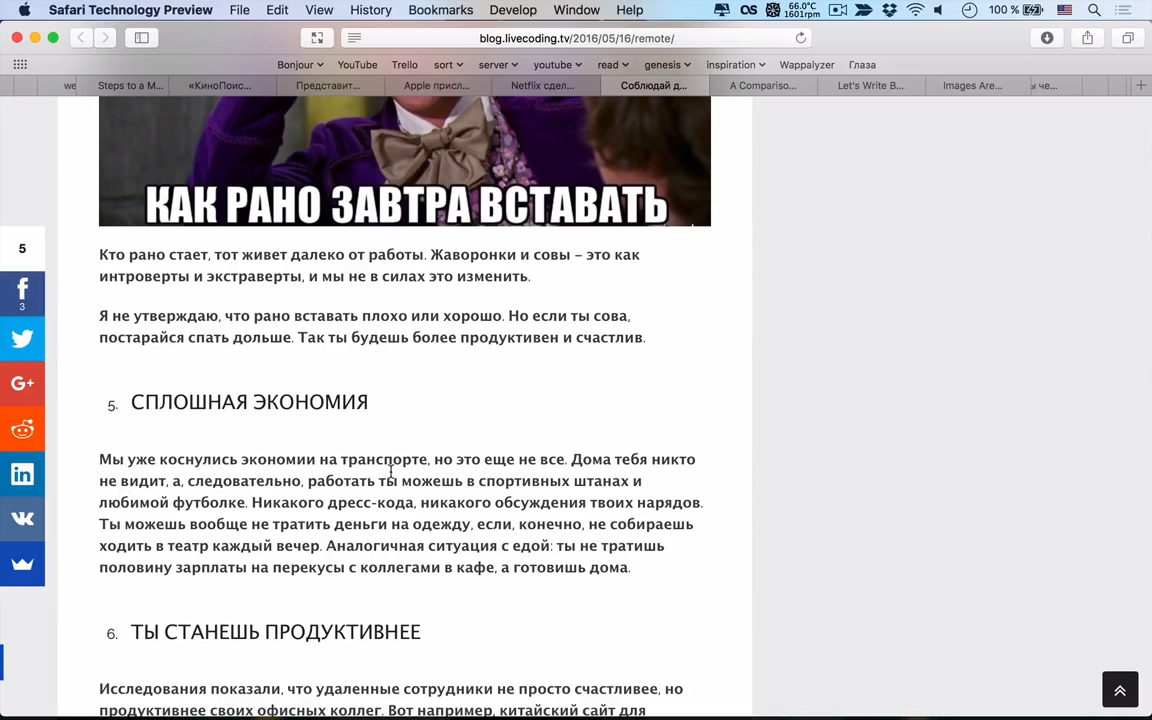 Safari Technology Preview File Edit View History Bookmarks Develop Window Help 66.0°C 1601rpm 100 %
blog.livecoding.tv/2016/05/16/remote/
Bonjour YouTube Trello sort server youtube read genesis inspiration Wappalyzer Глаза
we Steps to a M... «КиноПоис... Представит... Apple присл... Netflix сдел... Соблюдай д... A Compariso... Let's Write B... Images Are... ы че...
КАК РАНО ЗАВТРА ВСТАВАТЬ
5
3
Кто рано стает, тот живет далеко от работы. Жаворонки и совы – это как
интроверты и экстраверты, и мы не в силах это изменить.
Я не утверждаю, что рано вставать плохо или хорошо. Но если ты сова,
постарайся спать дольше. Так ты будешь более продуктивен и счастлив.
5. СПЛОШНАЯ ЭКОНОМИЯ
Мы уже коснулись экономии на транспорте, но это еще не все. Дома тебя никто
не видит, а, следовательно, работать ты можешь в спортивных штанах и
любимой футболке. Никакого дресс-кода, никакого обсуждения твоих нарядов.
Ты можешь вообще не тратить деньги на одежду, если, конечно, не собираешь
ходить в театр каждый вечер. Аналогичная ситуация с едой: ты не тратишь
половину зарплаты на перекусы с коллегами в кафе, а готовишь дома.
6. ТЫ СТАНЕШЬ ПРОДУКТИВНЕЕ
Исследования показали, что удаленные сотрудники не просто счастливее, но
продуктивнее своих офисных коллег. Вот например, китайский сайт для